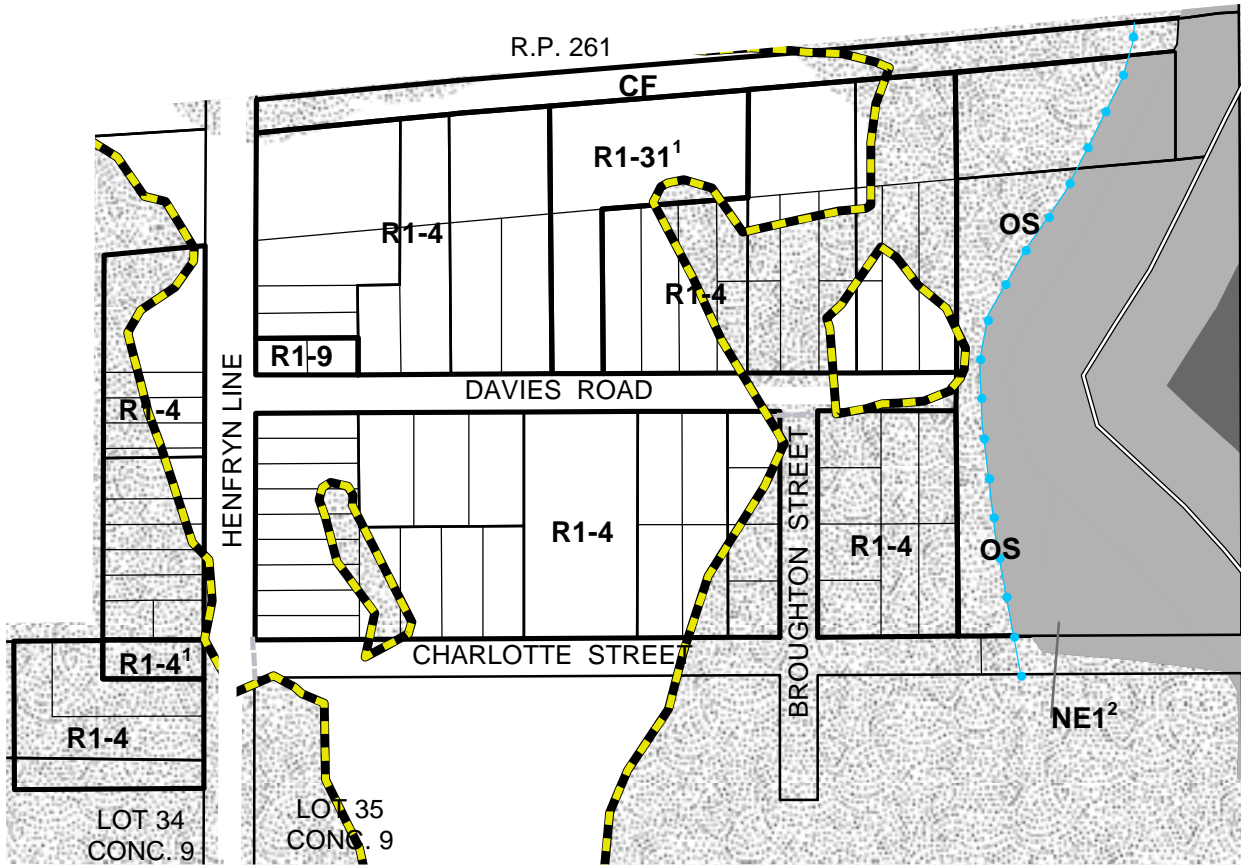 R.P. 261
CF
R1-31¹
R1-4
OS
R1-4
R1-9
HENFRYN LINE
DAVIES ROAD
R1-4
BROUGHTON STREET
R1-4
R1-4
OS
CHARLOTTE STREET
R1-4¹
NE1²
R1-4
LOT 34
CONC. 9
LOT 35
CONC. 9